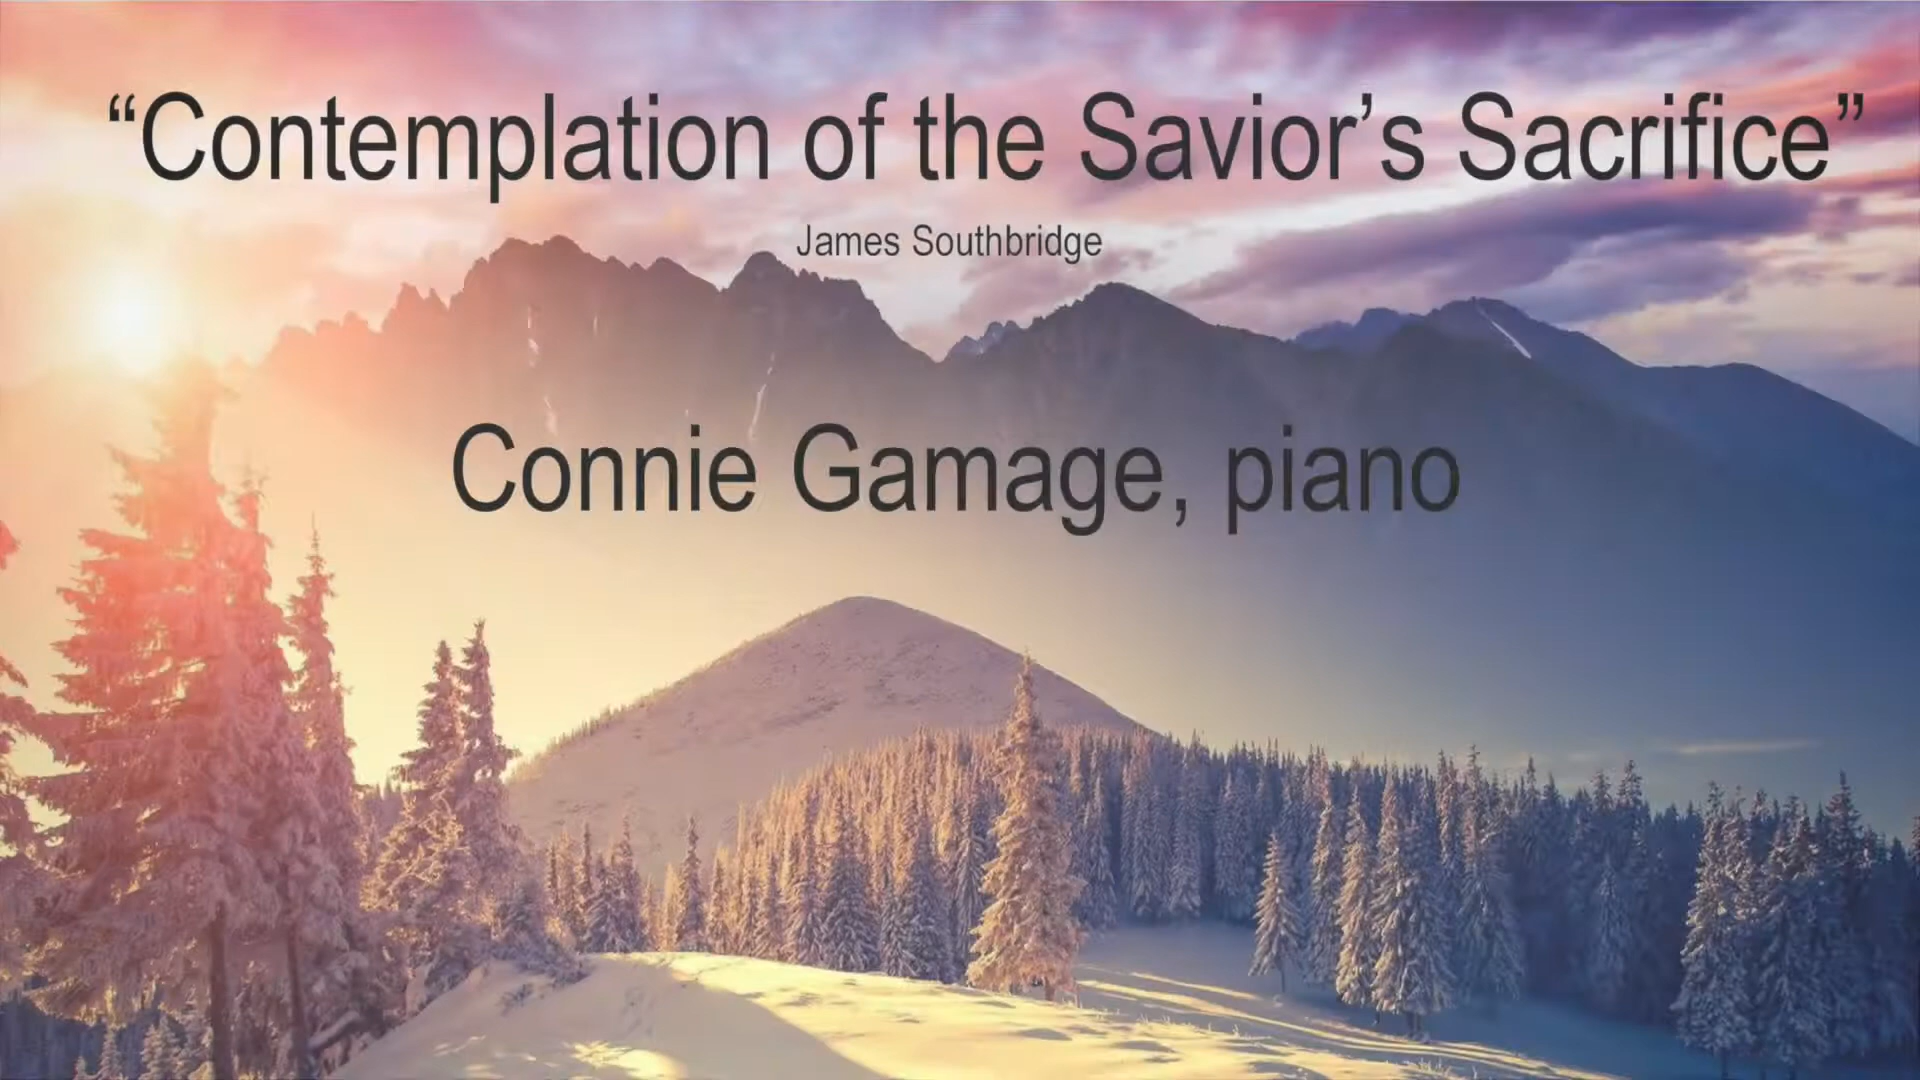 “Contemplation of the Savior’s Sacrifice”
James Southbridge
Connie Gamage, piano